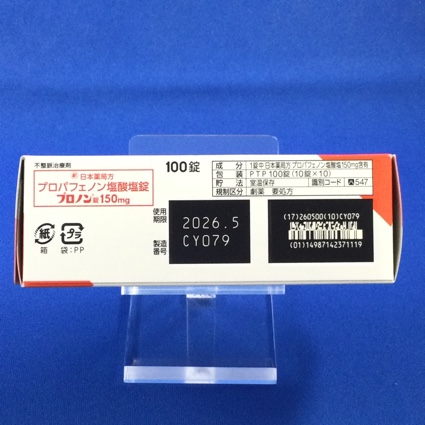 不整脈治療剤
100錠
劇 日本薬局方
プロパフェノン塩酸塩錠
プロノン錠150mg
成分 1錠中 日本薬局方 プロパフェノン塩酸塩150mg含有
包装 PTP 100錠(10錠×10)
貯法 室温保存 識別コード 547
規制区分 劇薬 要処方
使用期限 2026.5
製造番号 CY079
紙 プラ
箱 袋:PP
(17)260500(10)CY079
(01)14987142371119